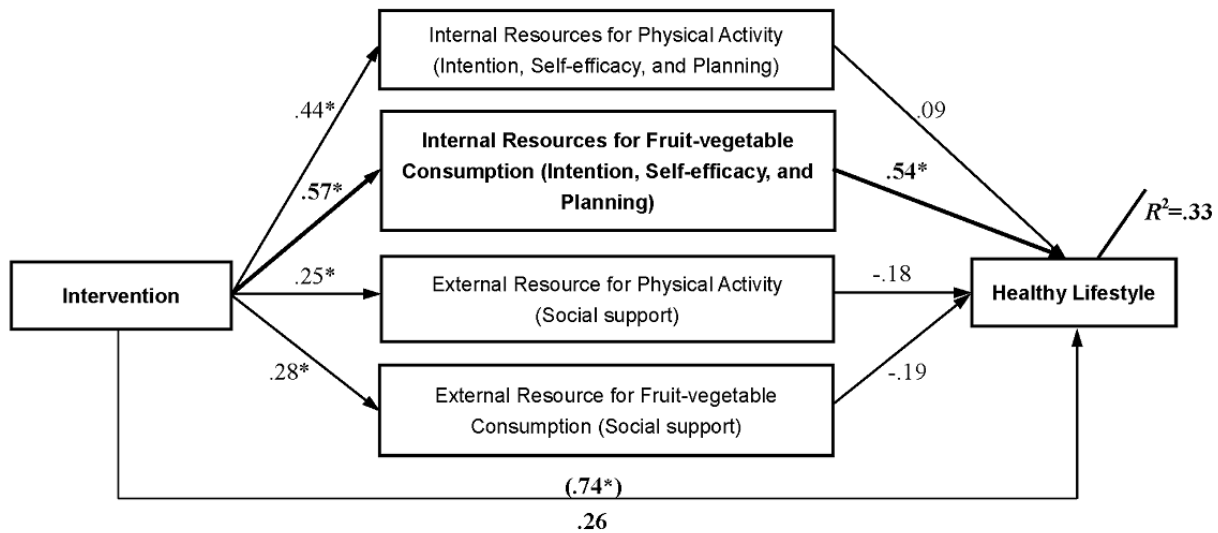 Internal Resources for Physical Activity
(Intention, Self-efficacy, and Planning)
.44*
.09
Internal Resources for Fruit-vegetable
Consumption (Intention, Self-efficacy, and
Planning)
.57*
.54*
R²=.33
Intervention
.25*
External Resource for Physical Activity
(Social support)
-.18
Healthy Lifestyle
.28*
External Resource for Fruit-vegetable
Consumption (Social support)
-.19
(.74*)
.26